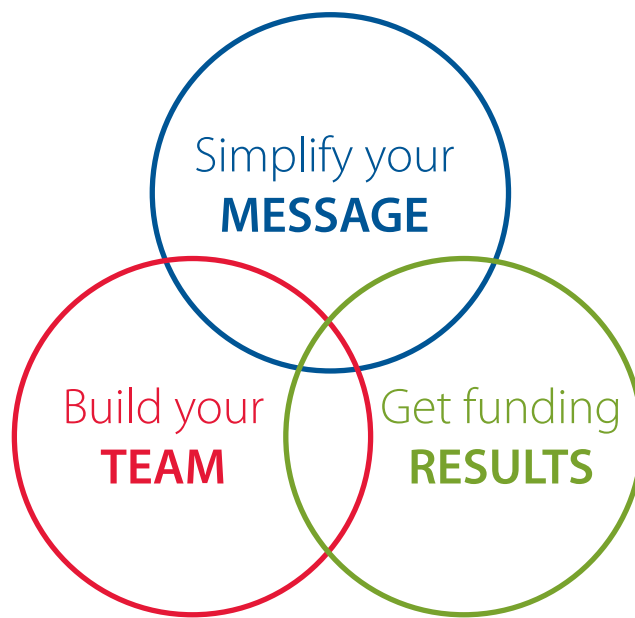 Simplify your
MESSAGE
Build your
TEAM
Get funding
RESULTS